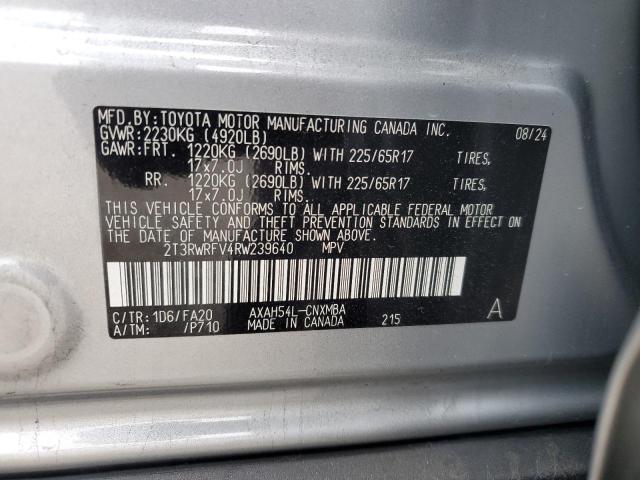 MFD.BY:TOYOTA MOTOR MANUFACTURING CANADA INC. 08/24
GVWR:2230KG (4920LB)
GAWR:FRT. 1220KG (2690LB) WITH 225/65R17 TIRES,
17x7.0J RIMS.
RR. 1220KG (2690LB) WITH 225/65R17 TIRES,
17x7.0J RIMS.
THIS VEHICLE CONFORMS TO ALL APPLICABLE FEDERAL MOTOR
VEHICLE SAFETY AND THEFT PREVENTION STANDARDS IN EFFECT ON
THE DATE OF MANUFACTURE SHOWN ABOVE.
2T3RWRFV4RW239640 MPV
C/TR:1D6/FA20 AXAH54L-CNXMBA
A/TM: /P710 MADE IN CANADA 215 A